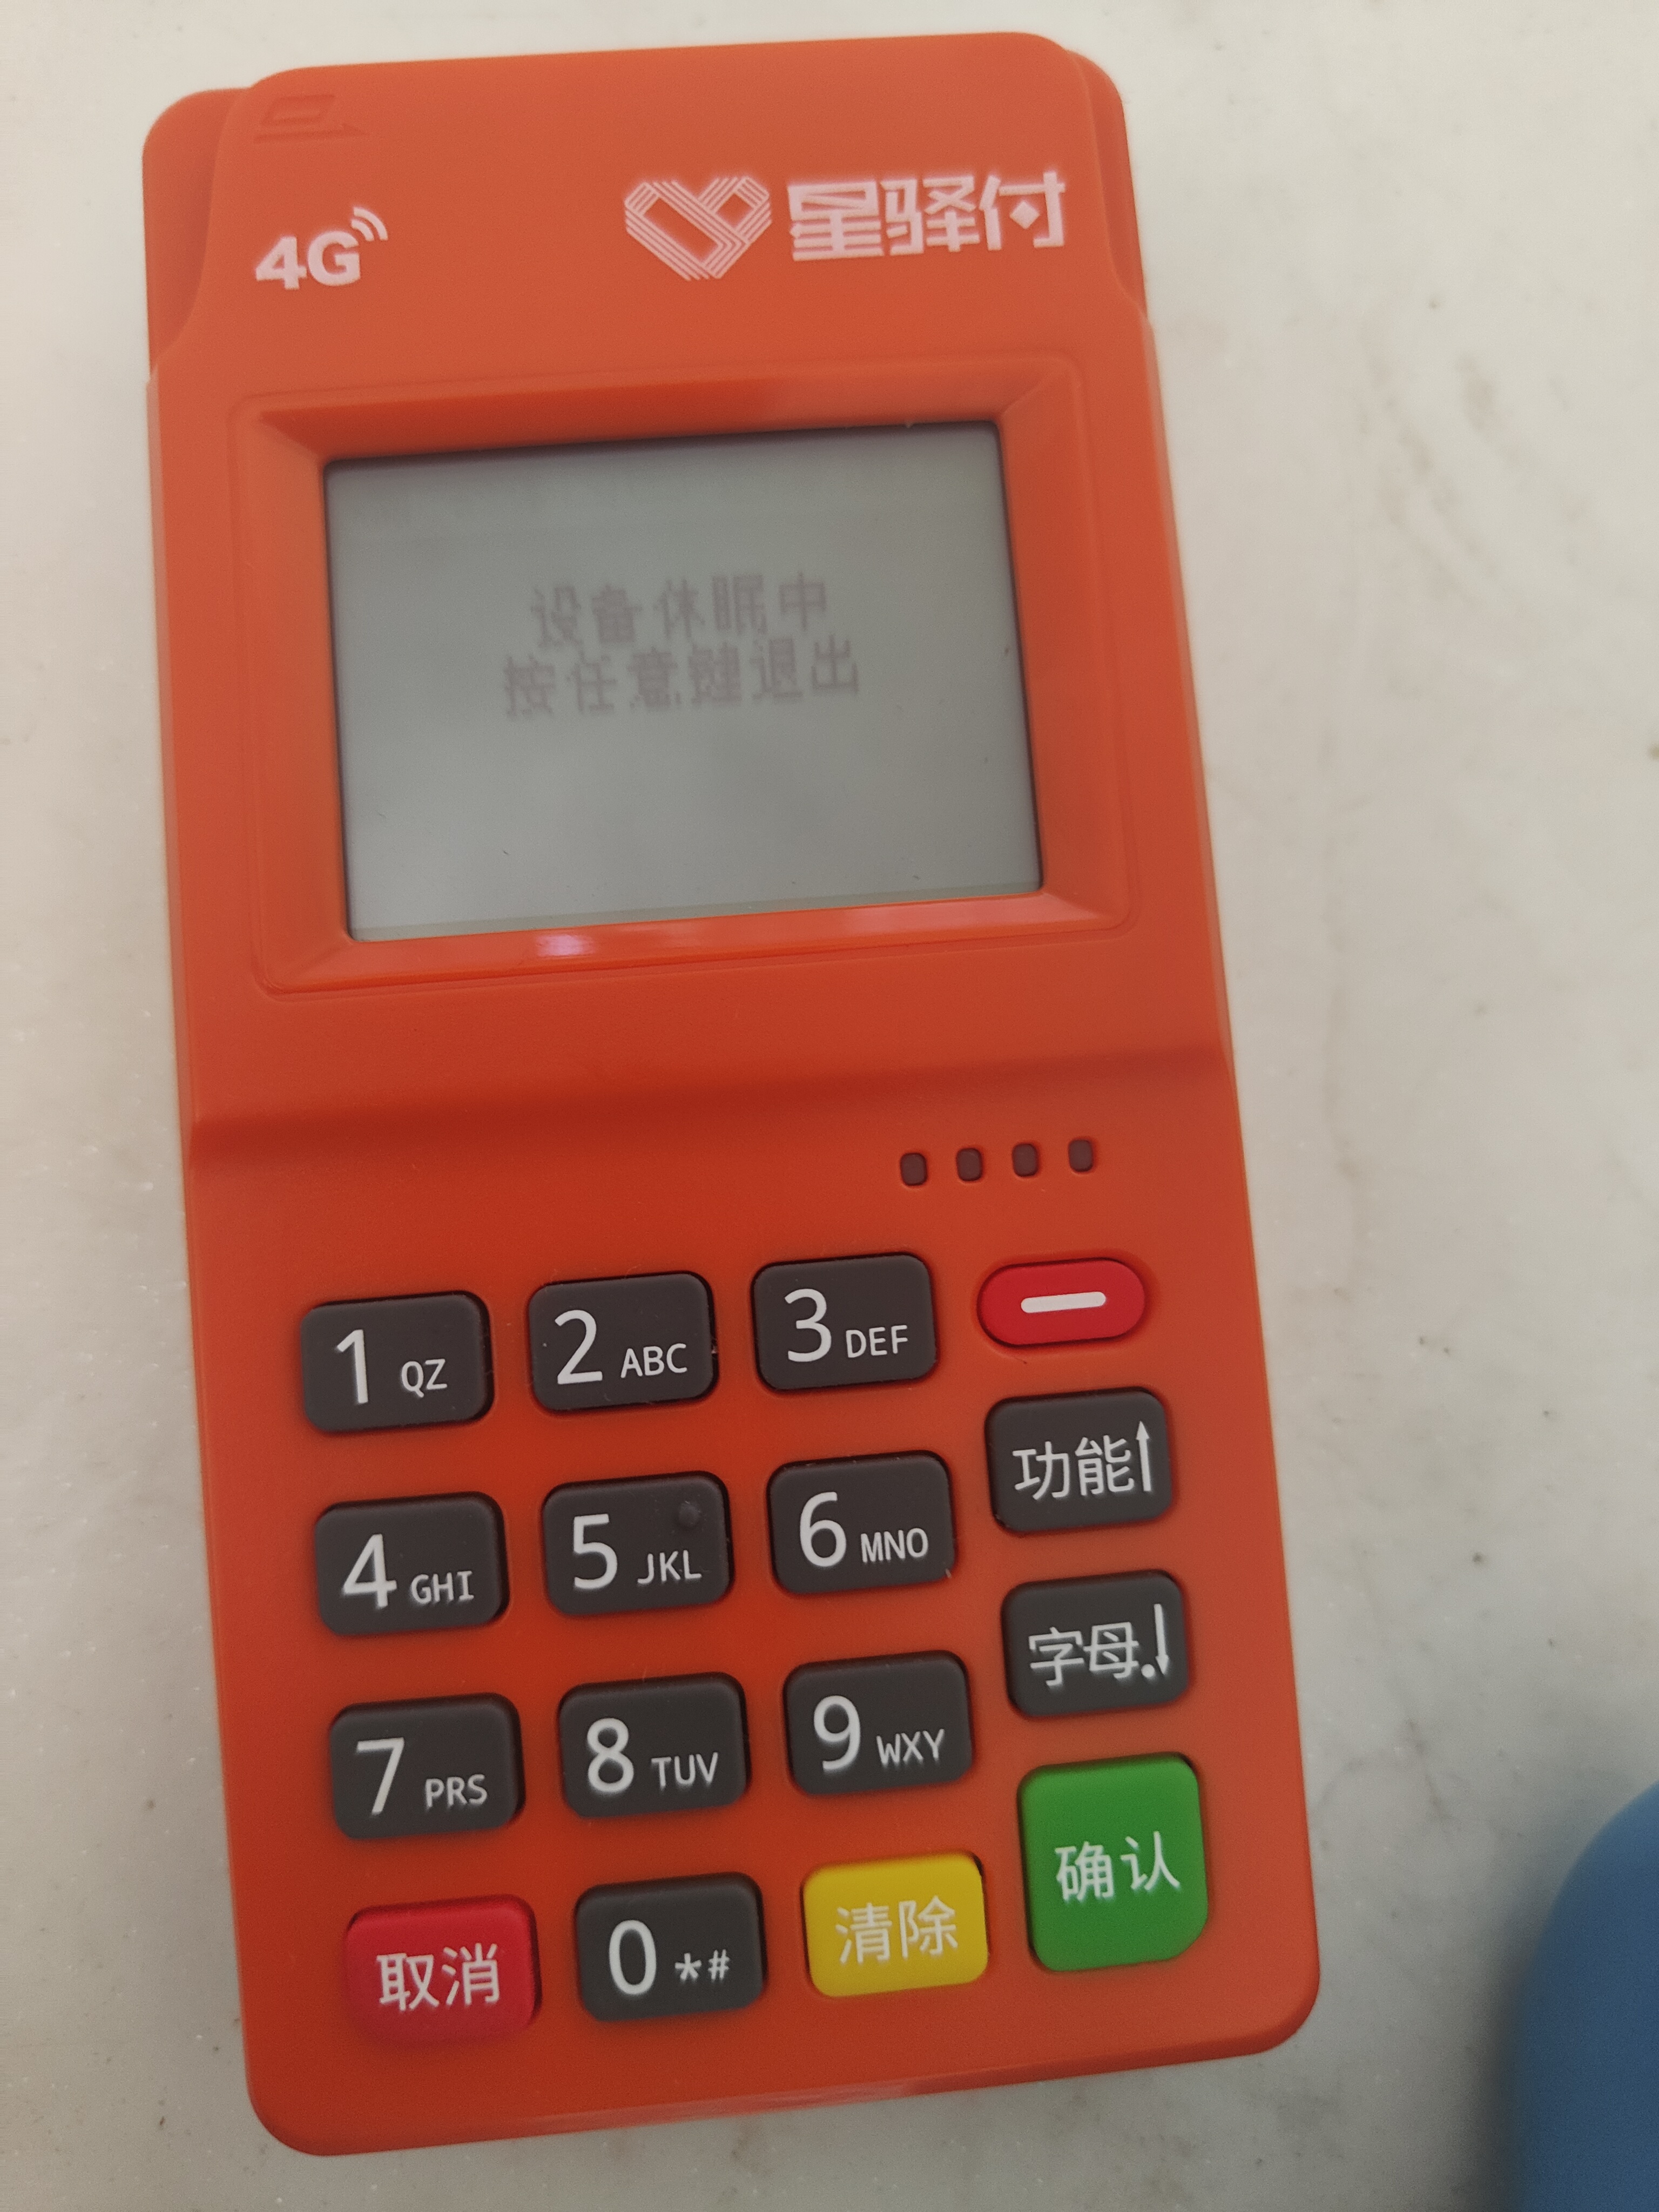 4G
星驿付
设备休眠中
按任意键退出
1 QZ
2 ABC
3 DEF
功能↑
4 GHI
5 JKL
6 MNO
字母.↓
7 PRS
8 TUV
9 WXY
确认
取消
0 *#
清除